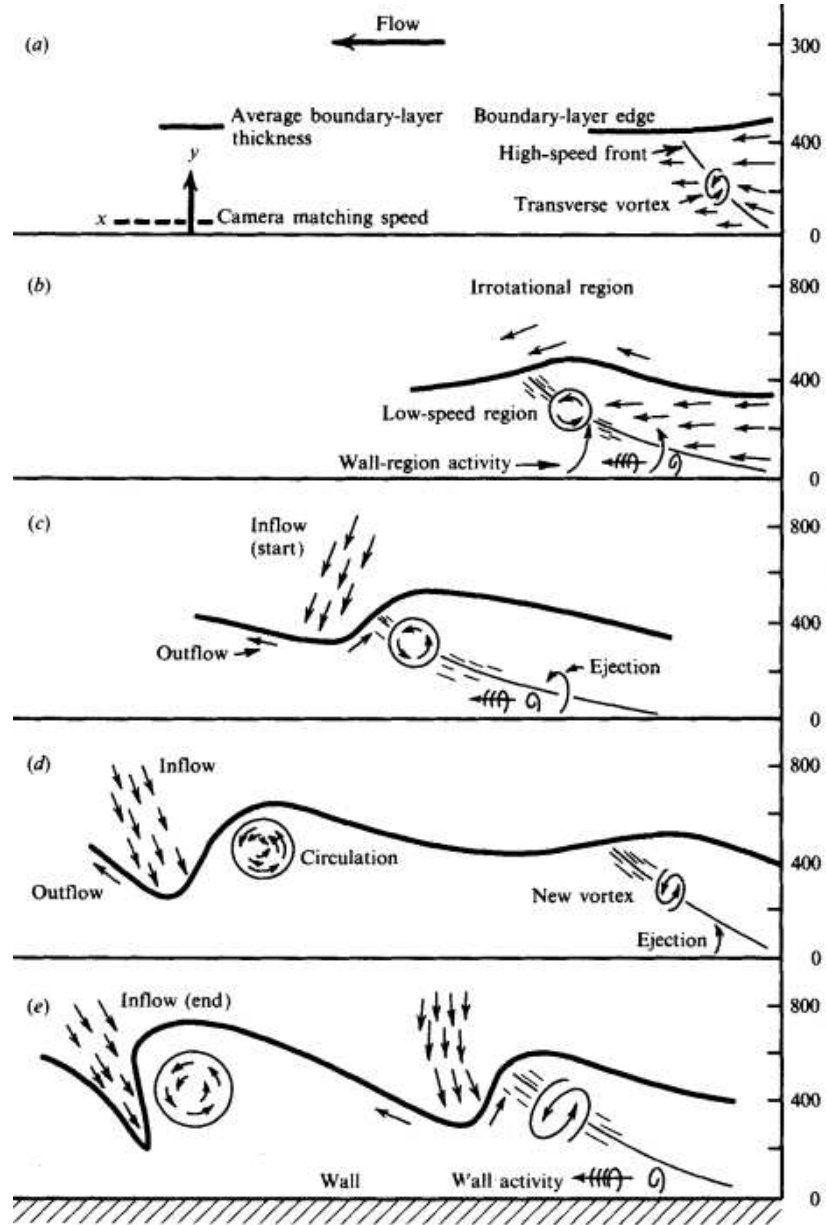 (a)
Flow
300
Average boundary-layer
thickness
Boundary-layer edge
400
High-speed front
y
Transverse vortex
x
Camera matching speed
0
(b)
Irrotational region
800
400
Low-speed region
Wall-region activity
0
(c)
Inflow
(start)
800
400
Outflow
Ejection
0
(d)
Inflow
800
Circulation
400
Outflow
New vortex
Ejection
0
(e)
Inflow (end)
800
400
Wall
Wall activity
0